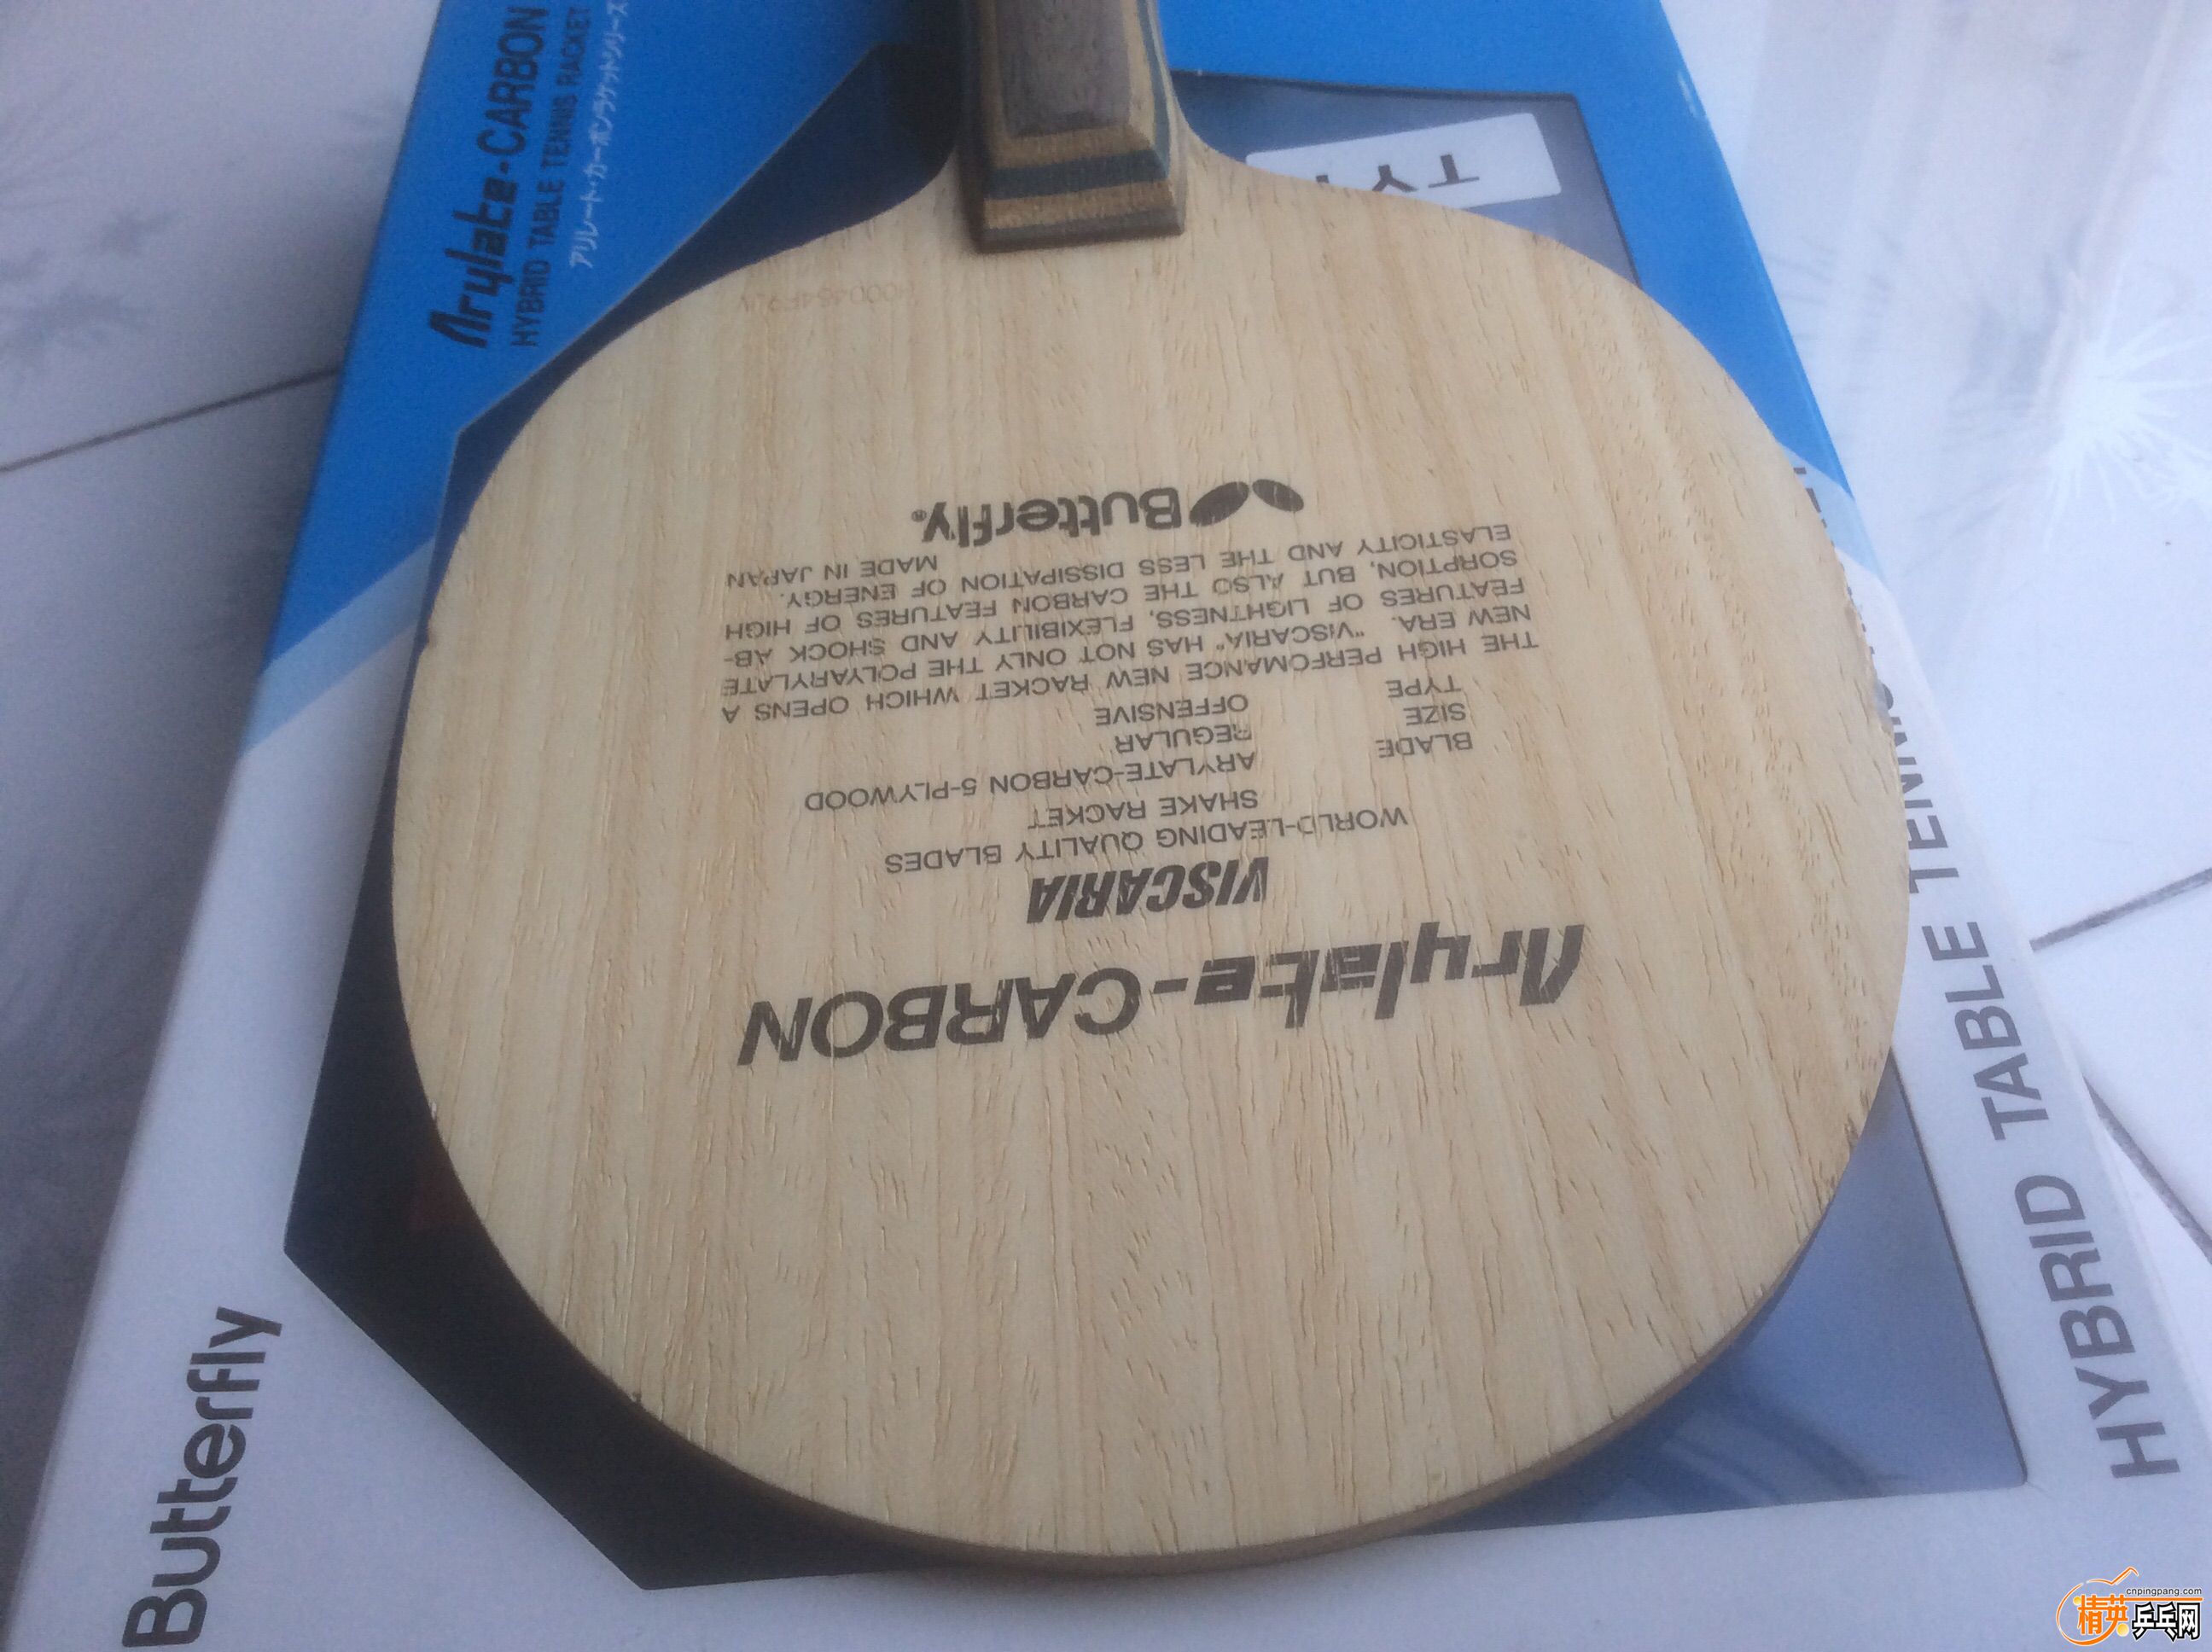 Arylate-CARBON
VISCARIA
WORLD-LEADING QUALITY BLADES
SHAKE RACKET
BLADE ARYLATE-CARBON 5-PLYWOOD
SIZE REGULAR
TYPE OFFENSIVE
THE HIGH PERFOMANCE NEW RACKET WHICH OPENS A
NEW ERA. "VISCARIA" HAS NOT ONLY THE POLYARYLATE
FEATURES OF LIGHTNESS, FLEXIBILITY AND SHOCK AB-
SORPTION, BUT ALSO THE CARBON FEATURES OF HIGH
ELASTICITY AND THE LESS DISSIPATION OF ENERGY.
MADE IN JAPAN
Butterfly®
Arylate-CARBON
HYBRID TABLE TENNIS RACKET
アリレート・カーボンラケットシリーズ
Butterfly
HYBRID TABLE TENNIS
cnpingpang.com
精英乒乓网